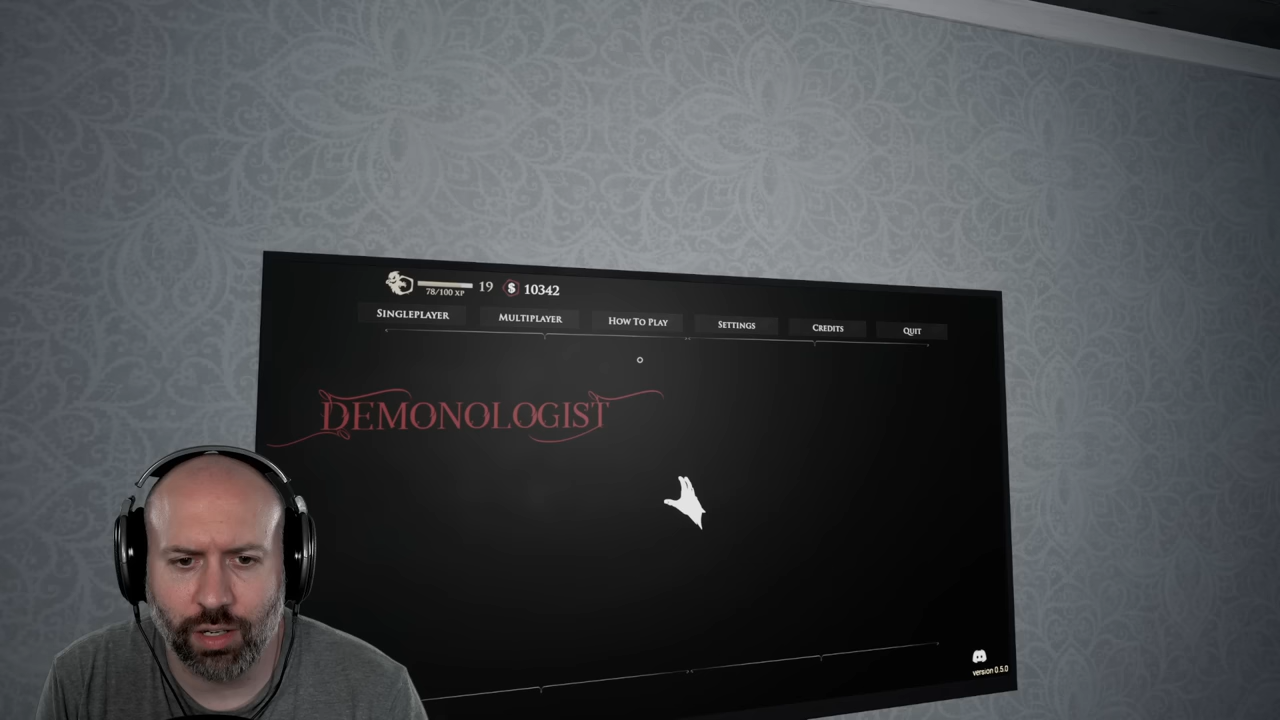 78/100 XP
19
$ 10342
SINGLEPLAYER
MULTIPLAYER
HOW TO PLAY
SETTINGS
CREDITS
QUIT
DEMONOLOGIST
version 0.5.0